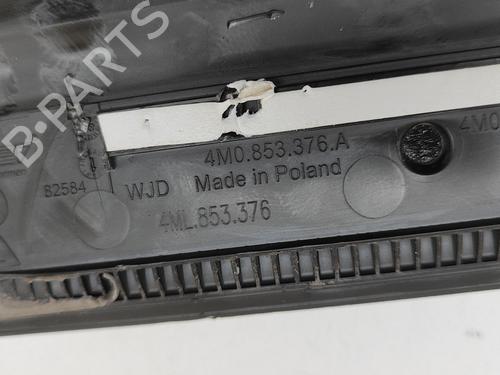 B-PARTS
4M0.853.376.A
4M0
82584 WJD Made in Poland
4ML.853.376